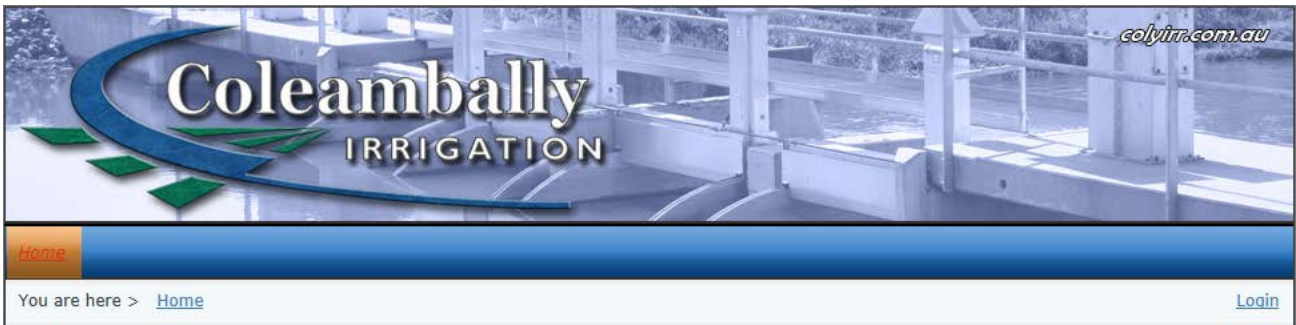 colyirr.com.au
Coleambally
IRRIGATION
Home
You are here > Home
Login